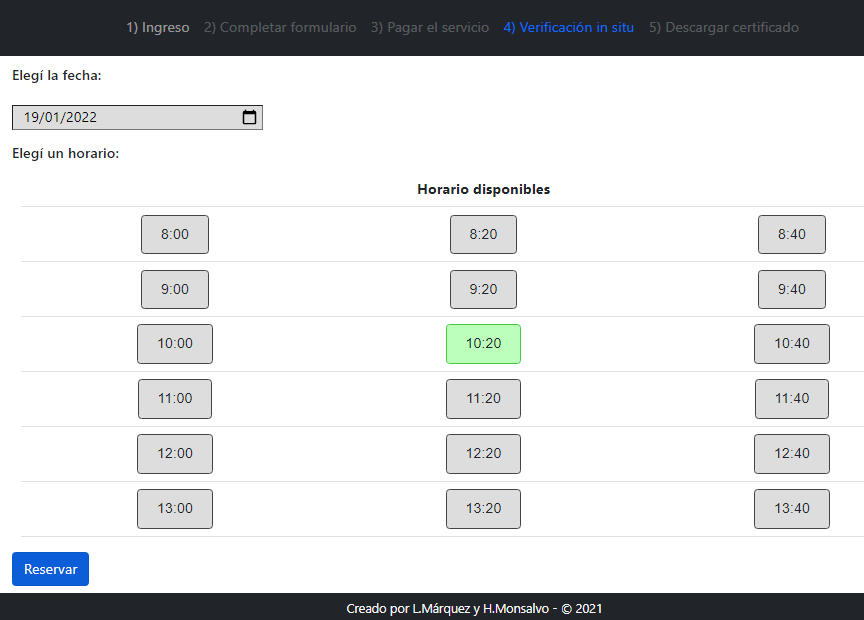 1) Ingreso 2) Completar formulario 3) Pagar el servicio 4) Verificación in situ 5) Descargar certificado
Elegí la fecha:
19/01/2022
Elegí un horario:
Horario disponibles
8:00 8:20 8:40
9:00 9:20 9:40
10:00 10:20 10:40
11:00 11:20 11:40
12:00 12:20 12:40
13:00 13:20 13:40
Reservar
Creado por L.Márquez y H.Monsalvo - © 2021